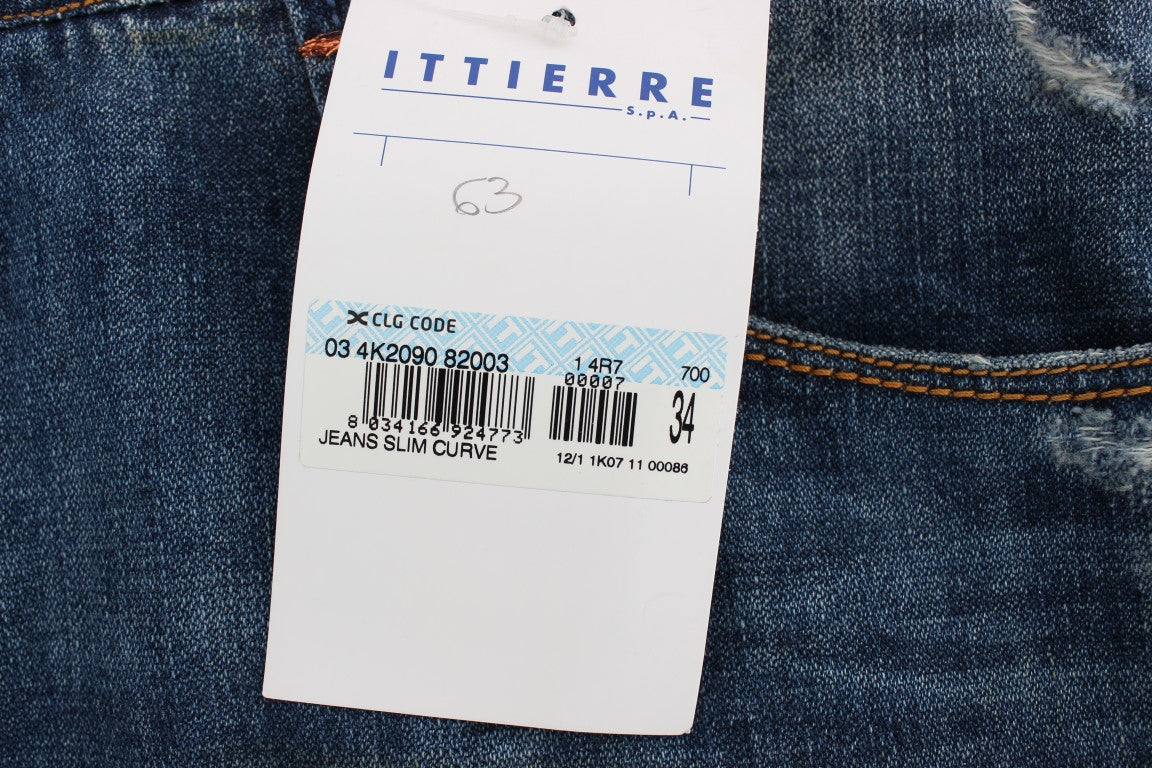 ITTIERRE
S.p.A.
63
CLG CODE
03 4K2090 82003 1 4R7 700
00007
34
8 034166 924773
JEANS SLIM CURVE
12/1 1K07 11 00086